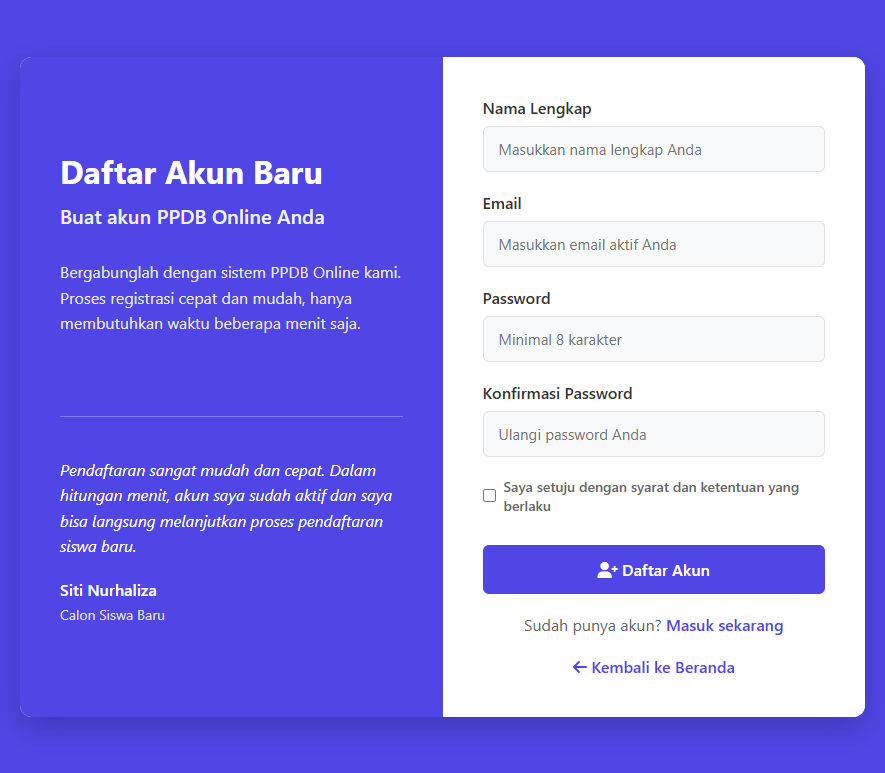 Daftar Akun Baru
Buat akun PPDB Online Anda
Bergabunglah dengan sistem PPDB Online kami.
Proses registrasi cepat dan mudah, hanya
membutuhkan waktu beberapa menit saja.
Pendaftaran sangat mudah dan cepat. Dalam
hitungan menit, akun saya sudah aktif dan saya
bisa langsung melanjutkan proses pendaftaran
siswa baru.
Siti Nurhaliza
Calon Siswa Baru
Nama Lengkap
Masukkan nama lengkap Anda
Email
Masukkan email aktif Anda
Password
Minimal 8 karakter
Konfirmasi Password
Ulangi password Anda
Saya setuju dengan syarat dan ketentuan yang
berlaku
Daftar Akun
Sudah punya akun? Masuk sekarang
Kembali ke Beranda